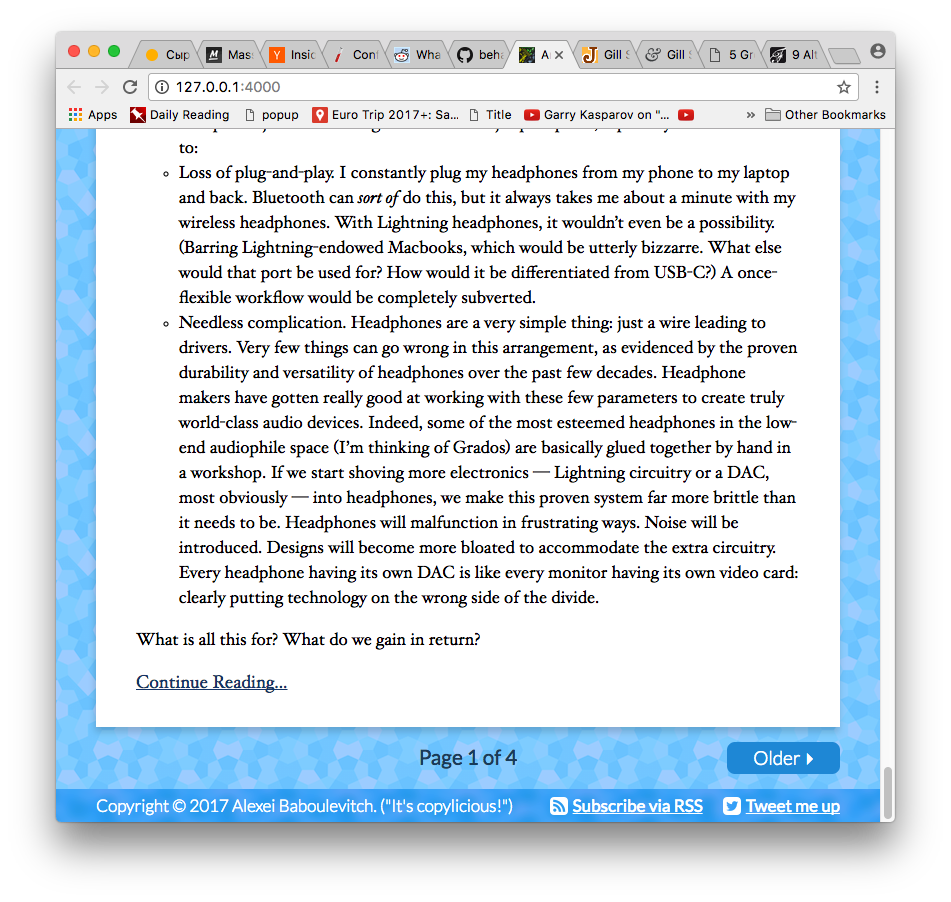 Сыр Mas Insic Conf Wha beha A Gill S Gill S 5 Gr 9 Alt
127.0.0.1:4000
Apps Daily Reading popup Euro Trip 2017+: Sa... Title Garry Kasparov on "... » Other Bookmarks
to:
Loss of plug-and-play. I constantly plug my headphones from my phone to my laptop
and back. Bluetooth can sort of do this, but it always takes me about a minute with my
wireless headphones. With Lightning headphones, it wouldn’t even be a possibility.
(Barring Lightning-endowed Macbooks, which would be utterly bizzarre. What else
would that port be used for? How would it be differentiated from USB-C?) A once-
flexible workflow would be completely subverted.
Needless complication. Headphones are a very simple thing: just a wire leading to
drivers. Very few things can go wrong in this arrangement, as evidenced by the proven
durability and versatility of headphones over the past few decades. Headphone
makers have gotten really good at working with these few parameters to create truly
world-class audio devices. Indeed, some of the most esteemed headphones in the low-
end audiophile space (I’m thinking of Grados) are basically glued together by hand in
a workshop. If we start shoving more electronics — Lightning circuitry or a DAC,
most obviously — into headphones, we make this proven system far more brittle than
it needs to be. Headphones will malfunction in frustrating ways. Noise will be
introduced. Designs will become more bloated to accommodate the extra circuitry.
Every headphone having its own DAC is like every monitor having its own video card:
clearly putting technology on the wrong side of the divide.
What is all this for? What do we gain in return?
Continue Reading...
Page 1 of 4 Older
Copyright © 2017 Alexei Baboulevitch. ("It's copylicious!") Subscribe via RSS Tweet me up